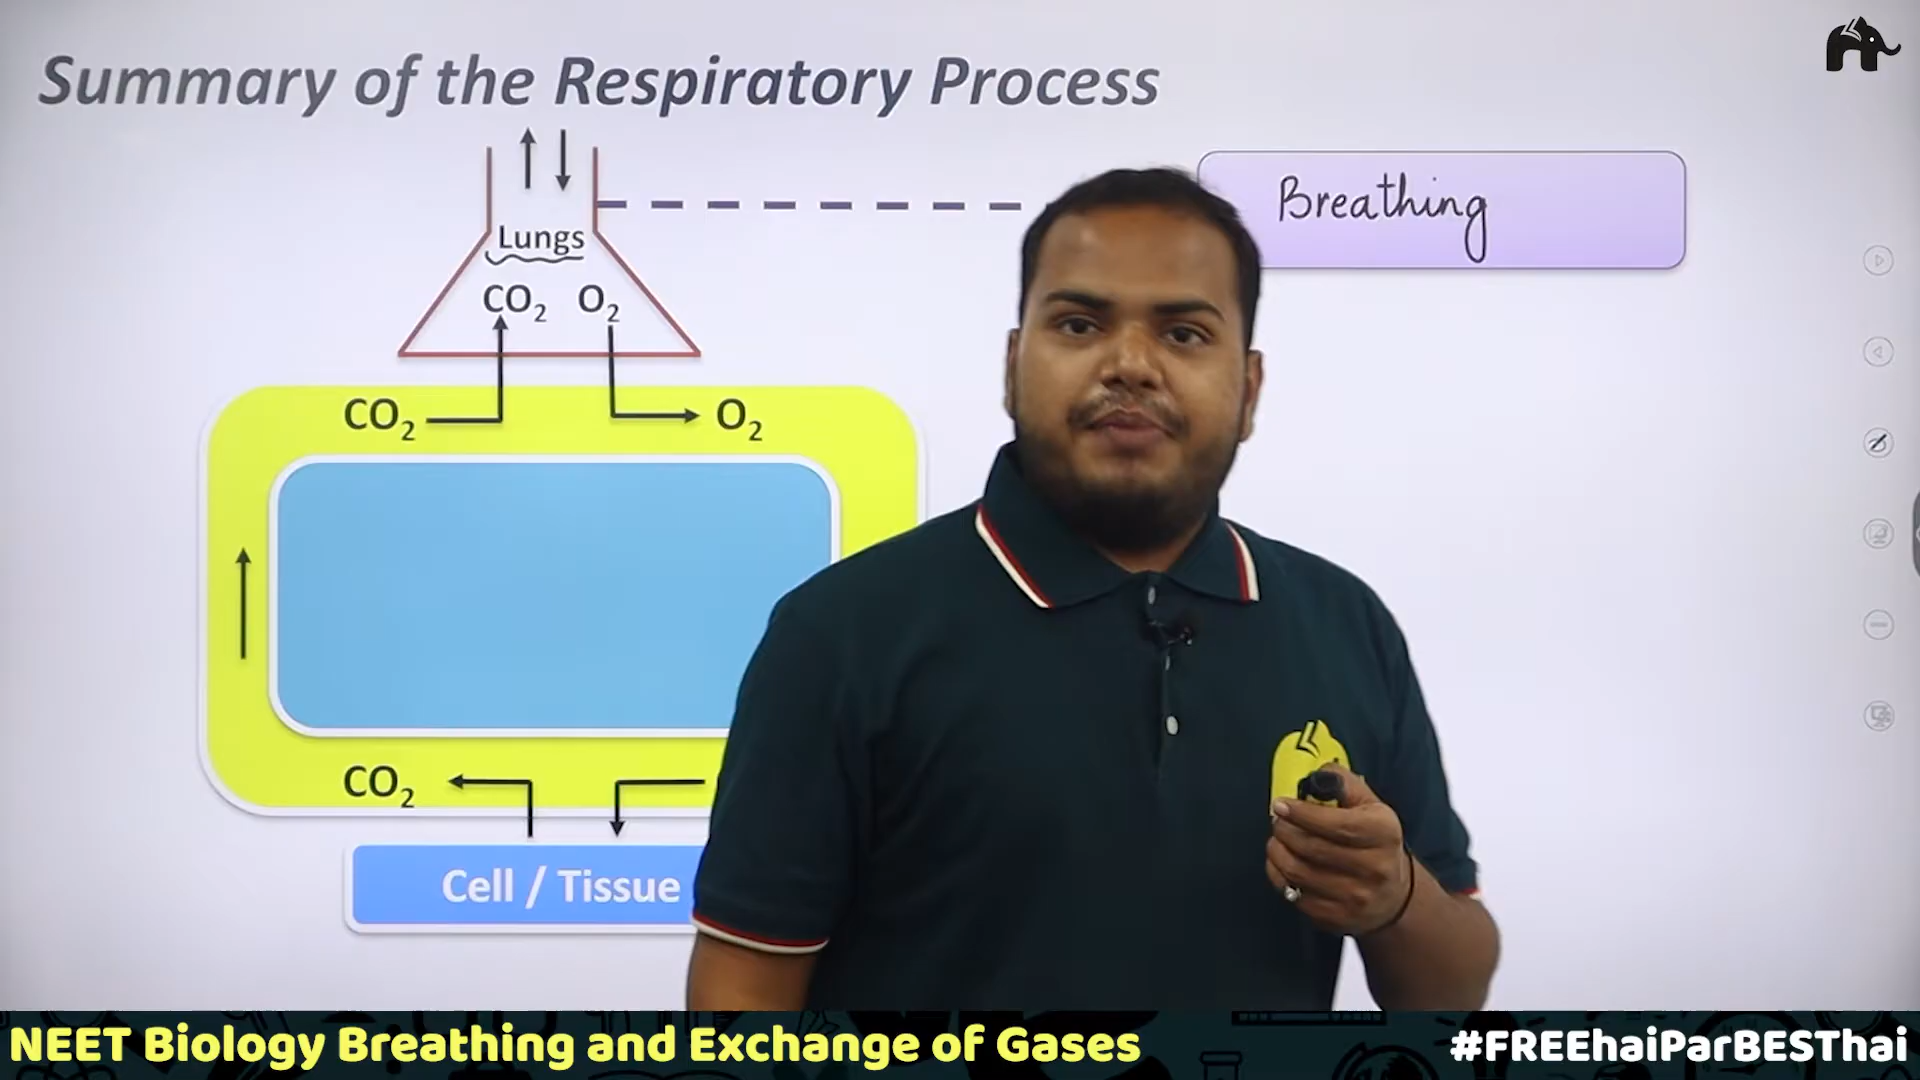 Summary of the Respiratory Process
Breathing
Lungs
CO₂ O₂
CO₂
O₂
CO₂
Cell / Tissue
NEET Biology Breathing and Exchange of Gases
#FREEhaiParBESThai